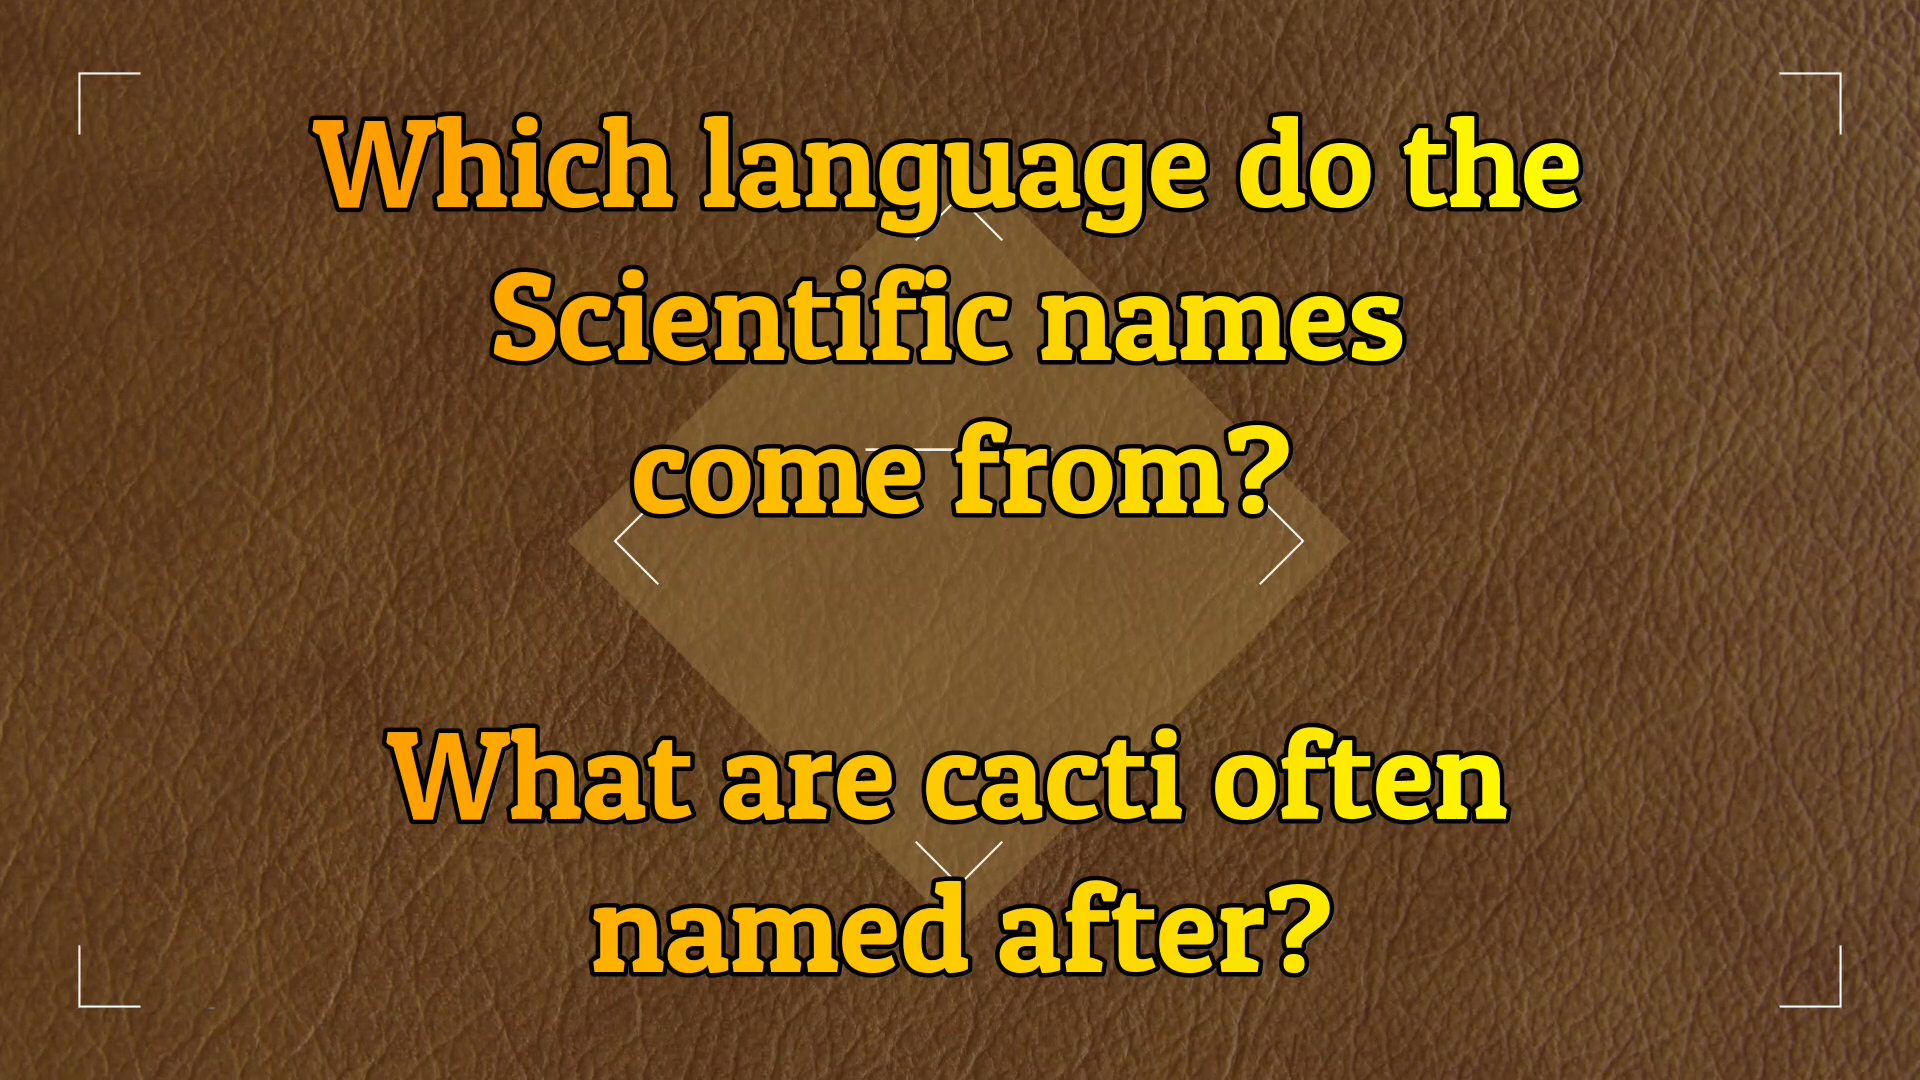 Which language do the
Scientific names
come from?
What are cacti often
named after?